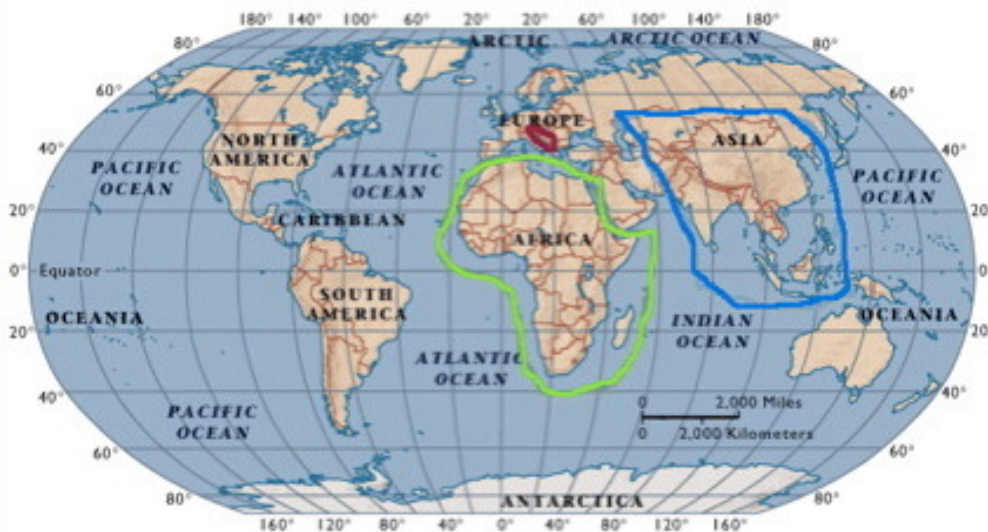 180° 140° 100° 60° 20° 20° 60° 100° 140° 180°
ARCTIC
ARCTIC OCEAN
80°
80°
60°
60°
EUROPE
NORTH
AMERICA
ASIA
40°
40°
PACIFIC
OCEAN
ATLANTIC
OCEAN
PACIFIC
OCEAN
20°
CARIBBEAN
AFRICA
20
0°
Equator
0
SOUTH
AMERICA
OCEANIA
INDIAN
OCEAN
OCEANIA
20°
20°
ATLANTIC
OCEAN
40°
40°
PACIFIC
OCEAN
0 2,000 Miles
0 2,000 Kilometers
60°
60°
80°
80°
ANTARCTICA
160° 120° 80° 40° 0° 40° 80° 120° 160°